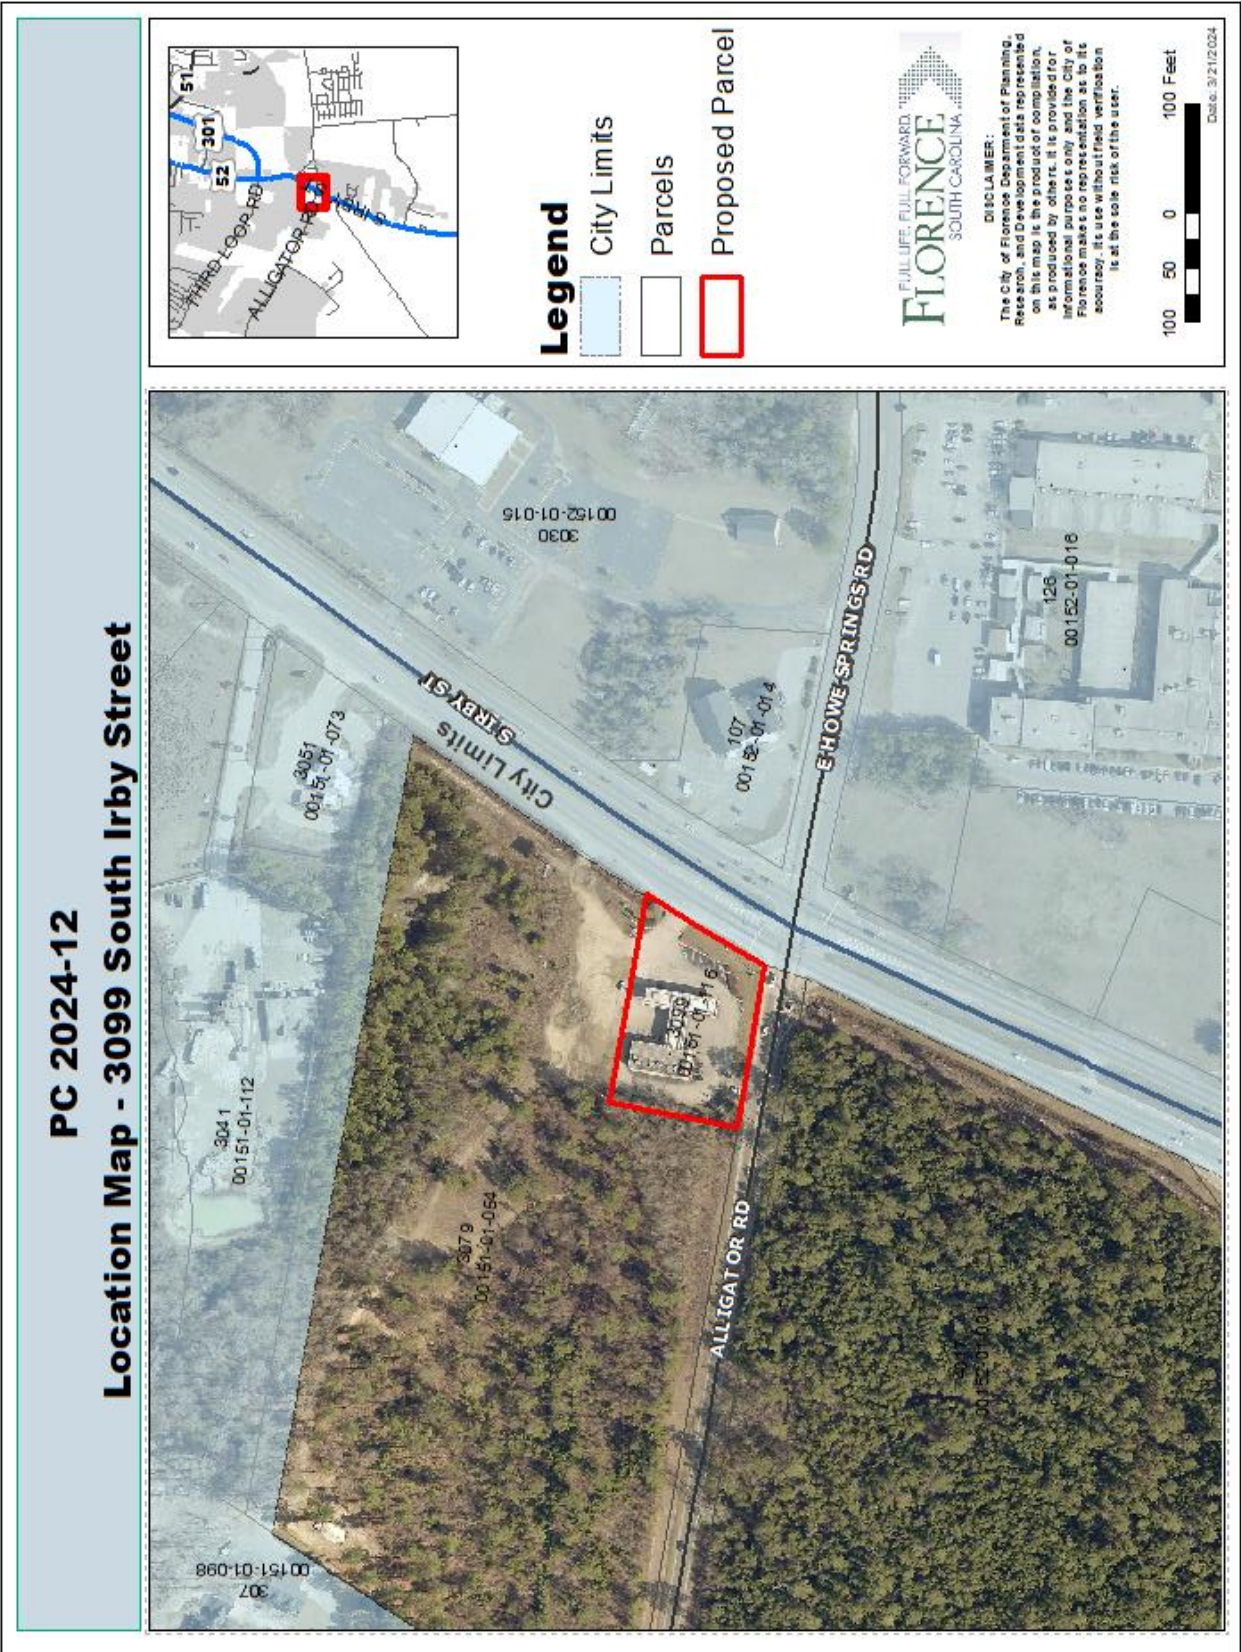 PC 2024-12
Location Map - 3099 South Irby Street
3041
00151-01-112
3051
00151-01-073
307
00151-01-098
3079
00151-01-064
City Limits
S IRBY ST
3030
00152-01-015
3099
107
00152-01-014
ALLIGATOR RD
E HOWE SPRINGS RD
126
00152-01-016
51
301
52
THIRD LOOP RD
ALLIGATOR RD
Legend
City Limits
Parcels
Proposed Parcel
FULL LIFE. FULL FORWARD.
FLORENCE
SOUTH CAROLINA
DISCLAIMER:
The City of Florence Department of Planning,
Research, and Development data represented
on this map is the product of compilation,
as produced by others. It is provided for
informational purposes only and the City of
Florence makes no representation as to its
accuracy. Its use without field verification
is at the sole risk of the user.
100 50 0 100 Feet
Date: 3/21/2024